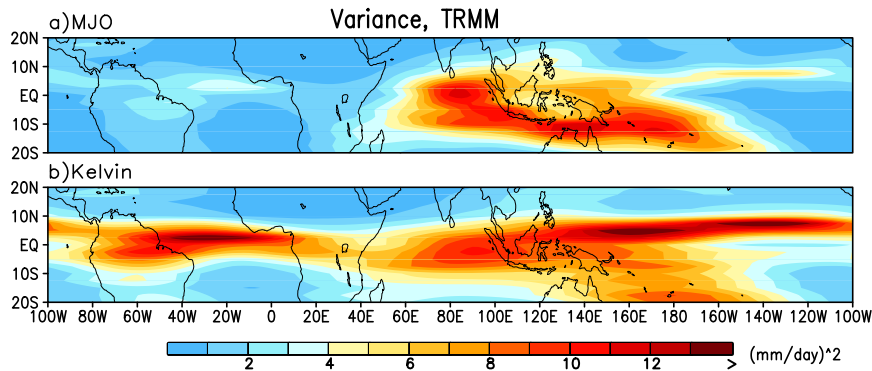 Variance, TRMM
a)MJO
20N
10N
EQ
10S
20S
b)Kelvin
20N
10N
EQ
10S
20S
100W 80W 60W 40W 20W 0 20E 40E 60E 80E 100E 120E 140E 160E 180 160W 140W 120W 100W
2 4 6 8 10 12 > (mm/day)^2